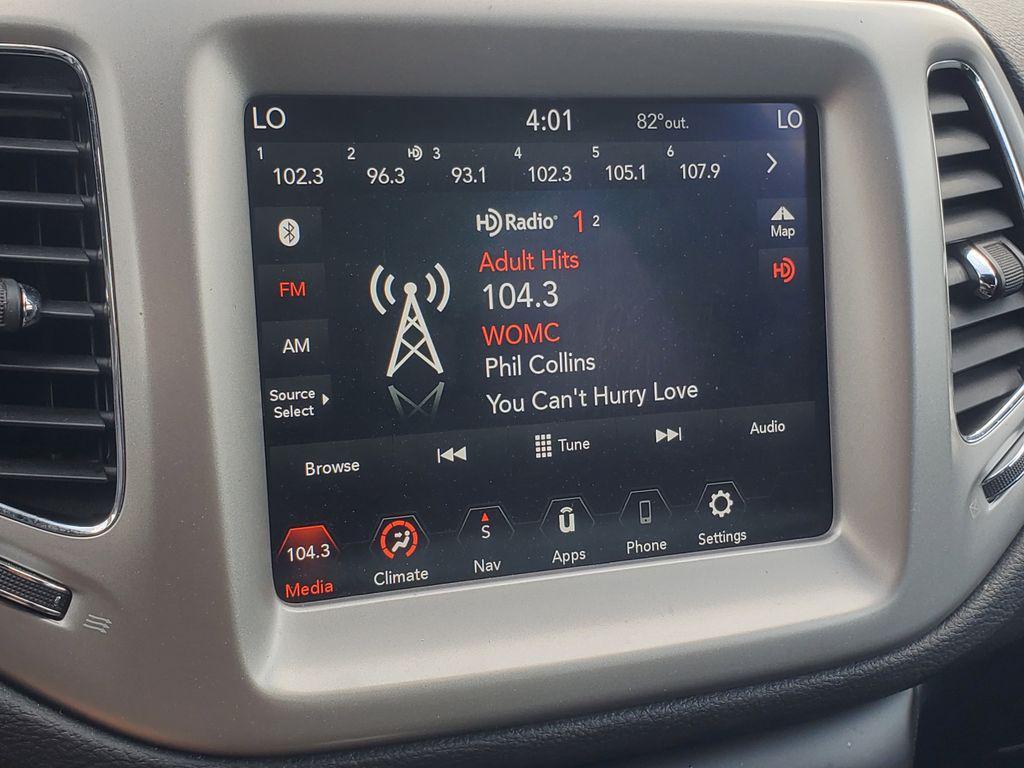 LO 4:01 82°out. LO
1 2 HD 3 4 5 6
102.3 96.3 93.1 102.3 105.1 107.9
HD Radio 1 2
Map
Adult Hits
HD
FM
104.3
AM
WOMC
Phil Collins
Source
Select
You Can't Hurry Love
Browse
Tune
Audio
104.3
Media
Climate
S
Nav
u
Apps
Phone
Settings